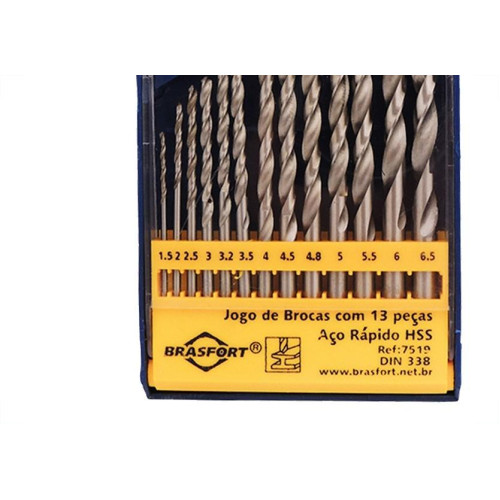 1.5 2 2.5 3 3.2 3.5 4 4.5 4.8 5 5.5 6 6.5
Jogo de Brocas com 13 peças
Aço Rápido HSS
BRASFORT®
Ref:7519
DIN 338
www.brasfort.net.br